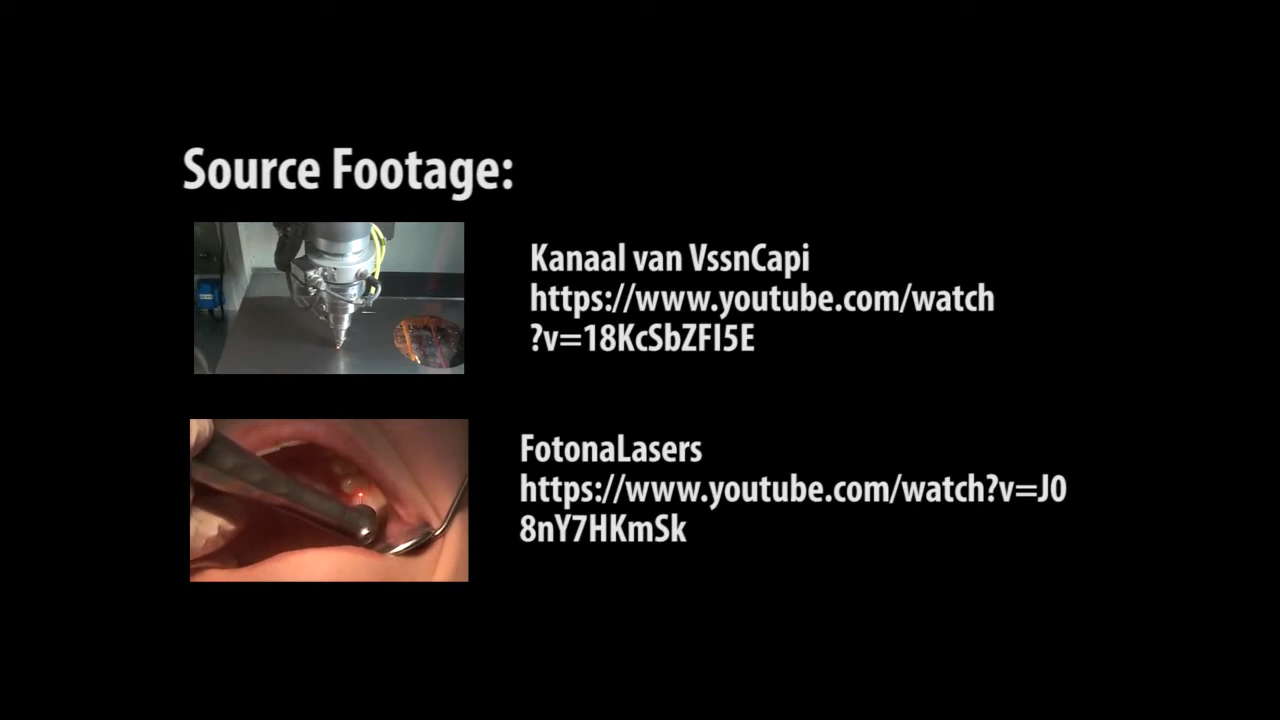 Source Footage:
Kanaal van VssnCapi
https://www.youtube.com/watch
?v=18KcSbZFI5E
FotonaLasers
https://www.youtube.com/watch?v=J0
8nY7HKmSk